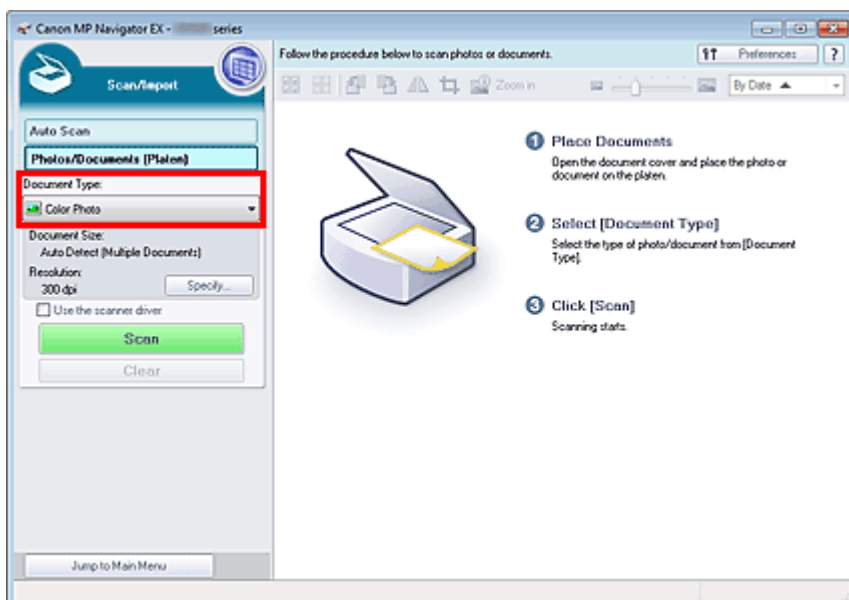 Canon MP Navigator EX - series
Scan/Import
Auto Scan
Photos/Documents (Platen)
Document Type:
Color Photo
Document Size:
Auto Detect (Multiple Documents)
Resolution:
300 dpi
Specify...
Use the scanner driver
Scan
Clear
Jump to Main Menu
Follow the procedure below to scan photos or documents.
Preferences
?
Zoom in
By Date
1 Place Documents
Open the document cover and place the photo or
document on the platen.
2 Select [Document Type]
Select the type of photo/document from [Document
Type].
3 Click [Scan]
Scanning starts.